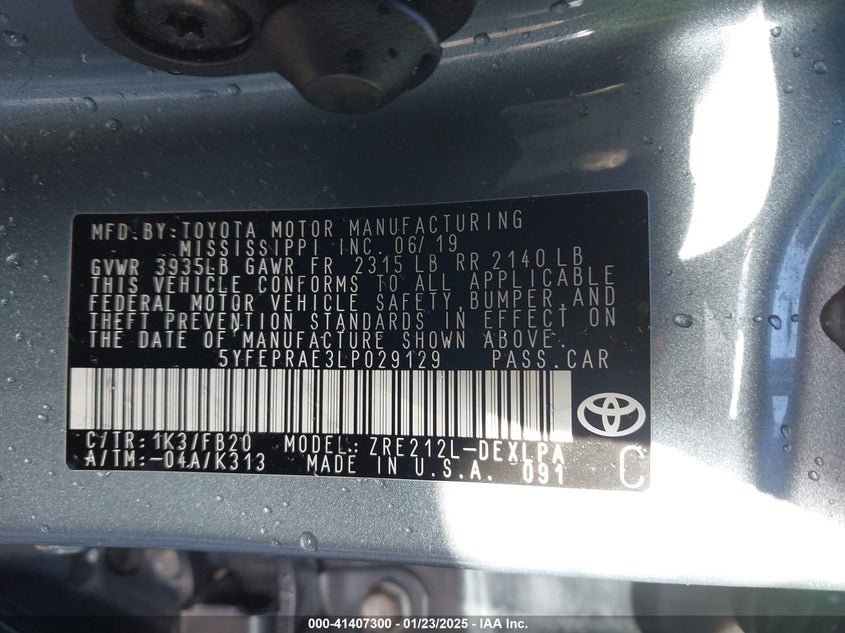 MFD.BY:TOYOTA MOTOR MANUFACTURING
MISSISSIPPI INC. 06/19
GVWR 3935LB GAWR FR 2315 LB RR 2140 LB
THIS VEHICLE CONFORMS TO ALL APPLICABLE
FEDERAL MOTOR VEHICLE SAFETY,BUMPER,AND
THEFT PREVENTION STANDARDS IN EFFECT ON
THE DATE OF MANUFACTURE SHOWN ABOVE.
5YFEPRAE3LP029129 PASS.CAR
C/TR: 1K3/FB20 MODEL: ZRE212L-DEXLPA
A/TM:-04A/K313 MADE IN U.S.A. 091 C
000-41407300 — 01/23/2025 — © IAA Inc.